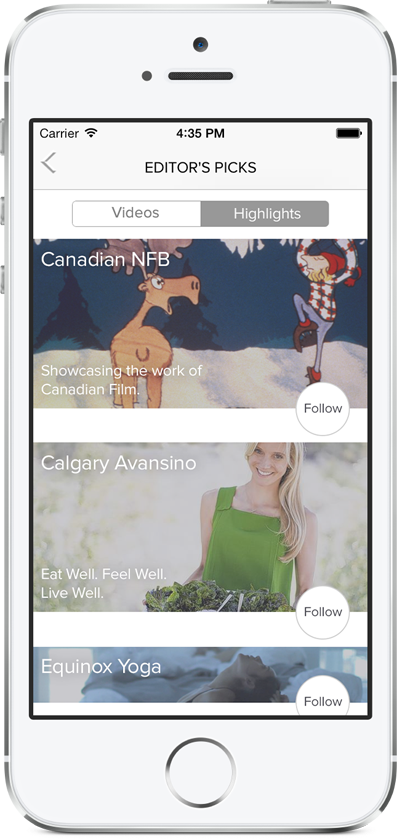 Carrier 4:35 PM
EDITOR'S PICKS
Videos Highlights
Canadian NFB
Showcasing the work of
Canadian Film.
Follow
Calgary Avansino
Eat Well. Feel Well.
Live Well.
Follow
Equinox Yoga
Follow